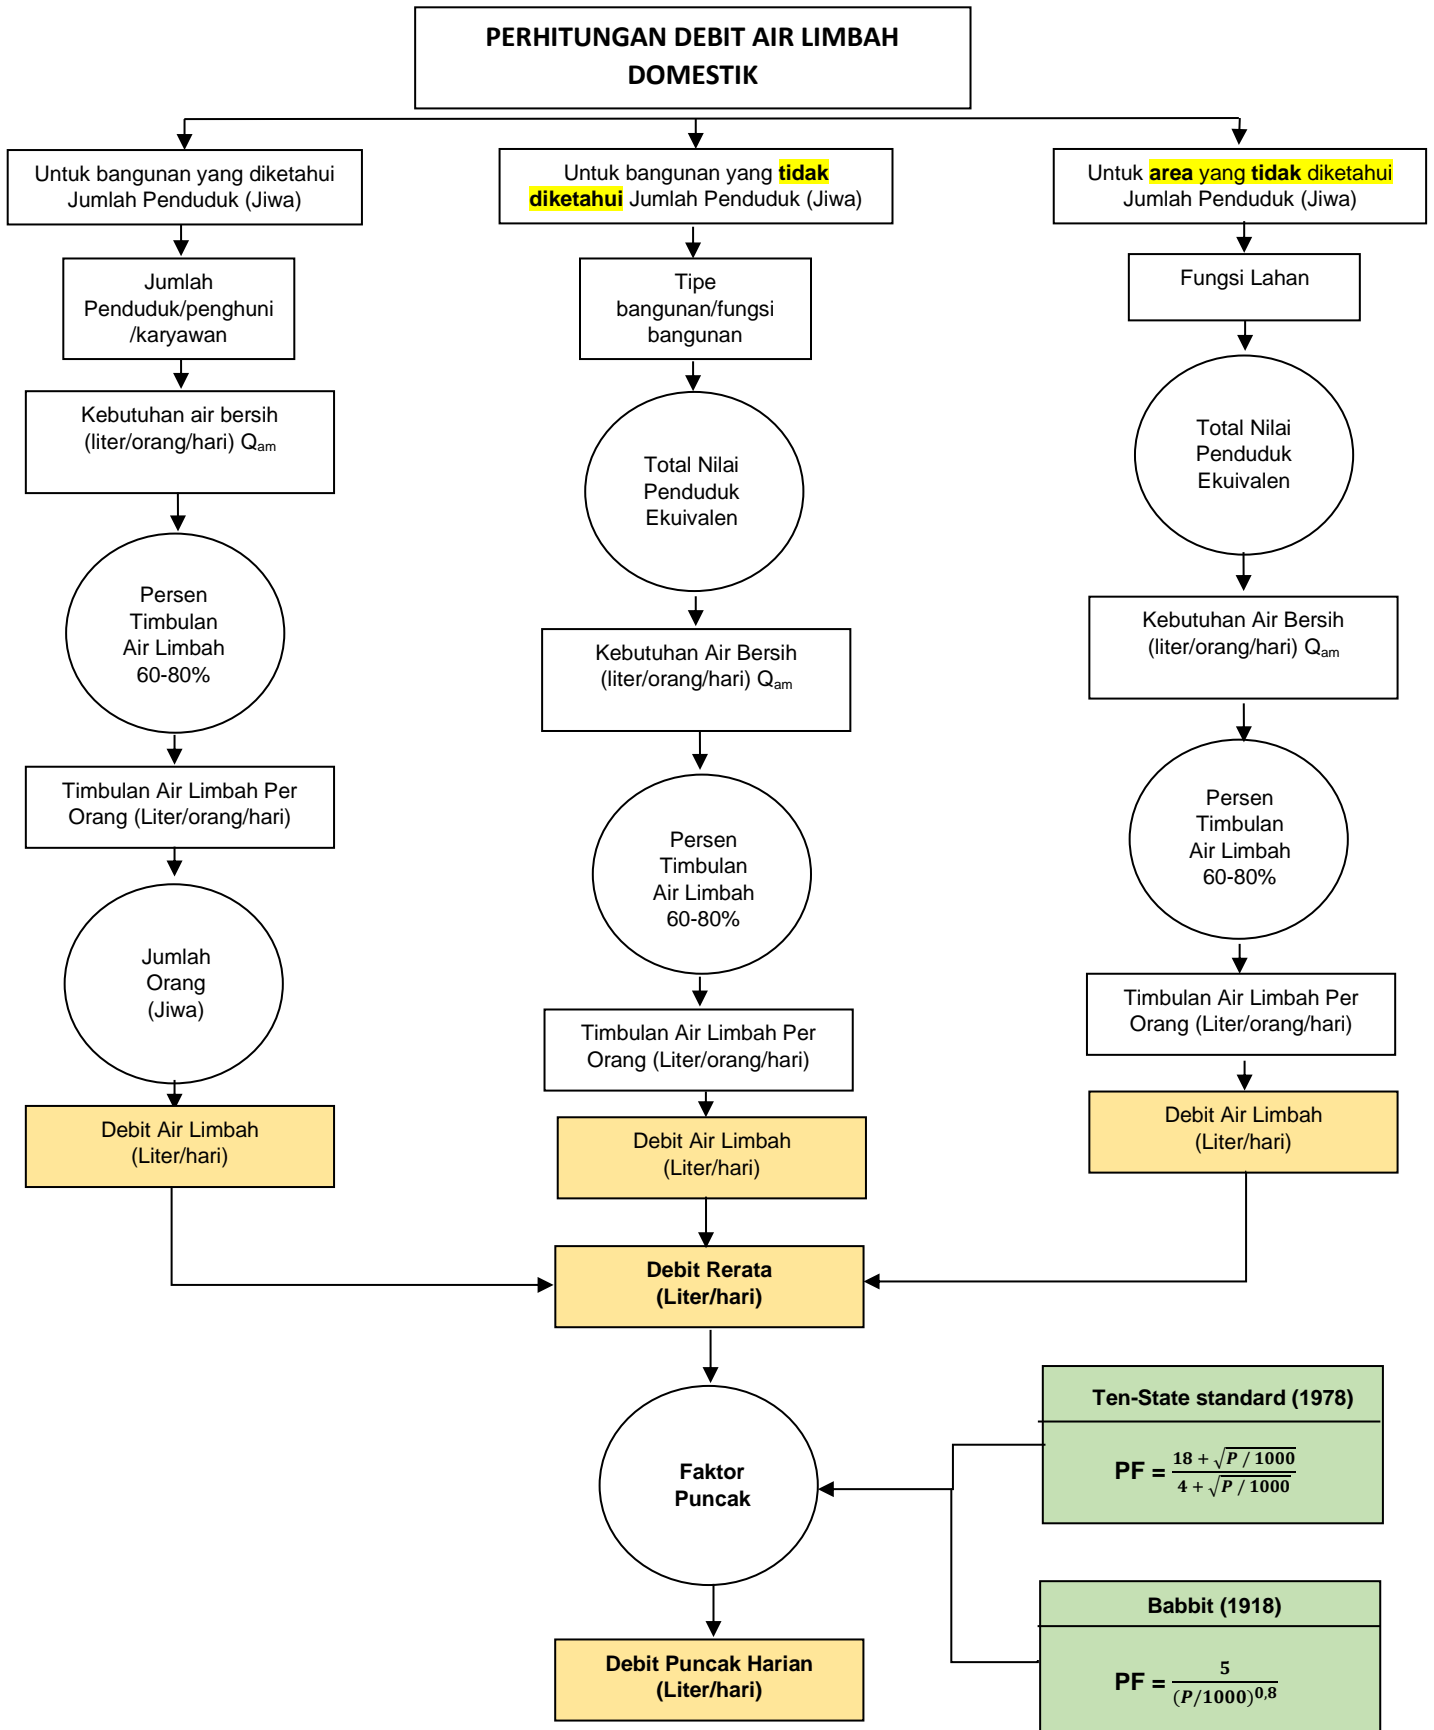 PERHITUNGAN DEBIT AIR LIMBAH
DOMESTIK
Untuk bangunan yang diketahui
Jumlah Penduduk (Jiwa)
Jumlah
Penduduk/penghuni
/karyawan
Kebutuhan air bersih
(liter/orang/hari) Qam
Persen
Timbulan
Air Limbah
60-80%
Timbulan Air Limbah Per
Orang (Liter/orang/hari)
Jumlah
Orang
(Jiwa)
Debit Air Limbah
(Liter/hari)
Untuk bangunan yang tidak
diketahui Jumlah Penduduk (Jiwa)
Tipe
bangunan/fungsi
bangunan
Total Nilai
Penduduk
Ekuivalen
Kebutuhan Air Bersih
(liter/orang/hari) Qam
Persen
Timbulan
Air Limbah
60-80%
Timbulan Air Limbah Per
Orang (Liter/orang/hari)
Debit Air Limbah
(Liter/hari)
Untuk area yang tidak diketahui
Jumlah Penduduk (Jiwa)
Fungsi Lahan
Total Nilai
Penduduk
Ekuivalen
Kebutuhan Air Bersih
(liter/orang/hari) Qam
Persen
Timbulan
Air Limbah
60-80%
Timbulan Air Limbah Per
Orang (Liter/orang/hari)
Debit Air Limbah
(Liter/hari)
Debit Rerata
(Liter/hari)
Faktor
Puncak
Ten-State standard (1978)
PF = (18 + √(P / 1000)) / (4 + √(P / 1000))
Babbit (1918)
PF = 5 / (P/1000)^0,8
Debit Puncak Harian
(Liter/hari)